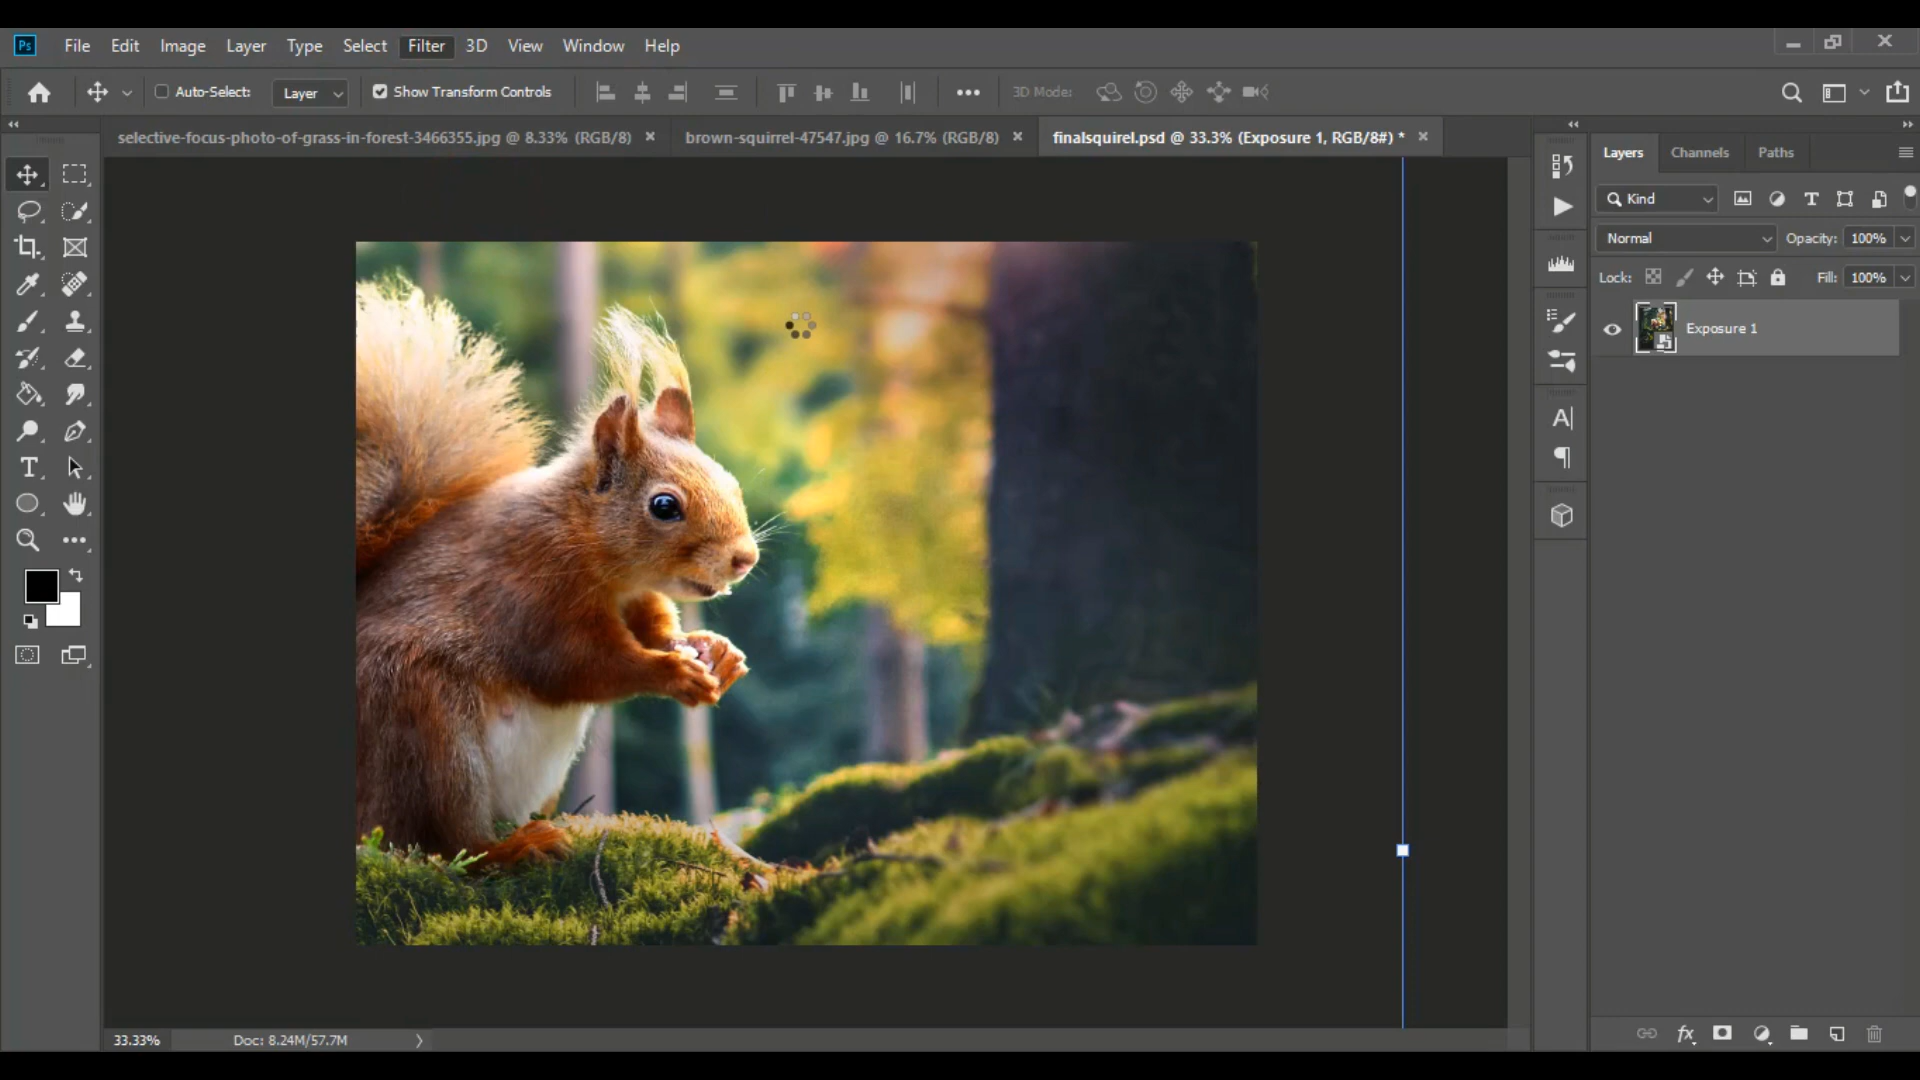 Ps File Edit Image Layer Type Select Filter 3D View Window Help
Auto-Select: Layer Show Transform Controls 3D Mode:
selective-focus-photo-of-grass-in-forest-3466355.jpg @ 8.33% (RGB/8) × brown-squirrel-47547.jpg @ 16.7% (RGB/8) × finalsquirel.psd @ 33.3% (Exposure 1, RGB/8#) * ×
Layers Channels Paths
Kind
Normal Opacity: 100%
Lock: Fill: 100%
Exposure 1
33.33% Doc: 8.24M/57.7M